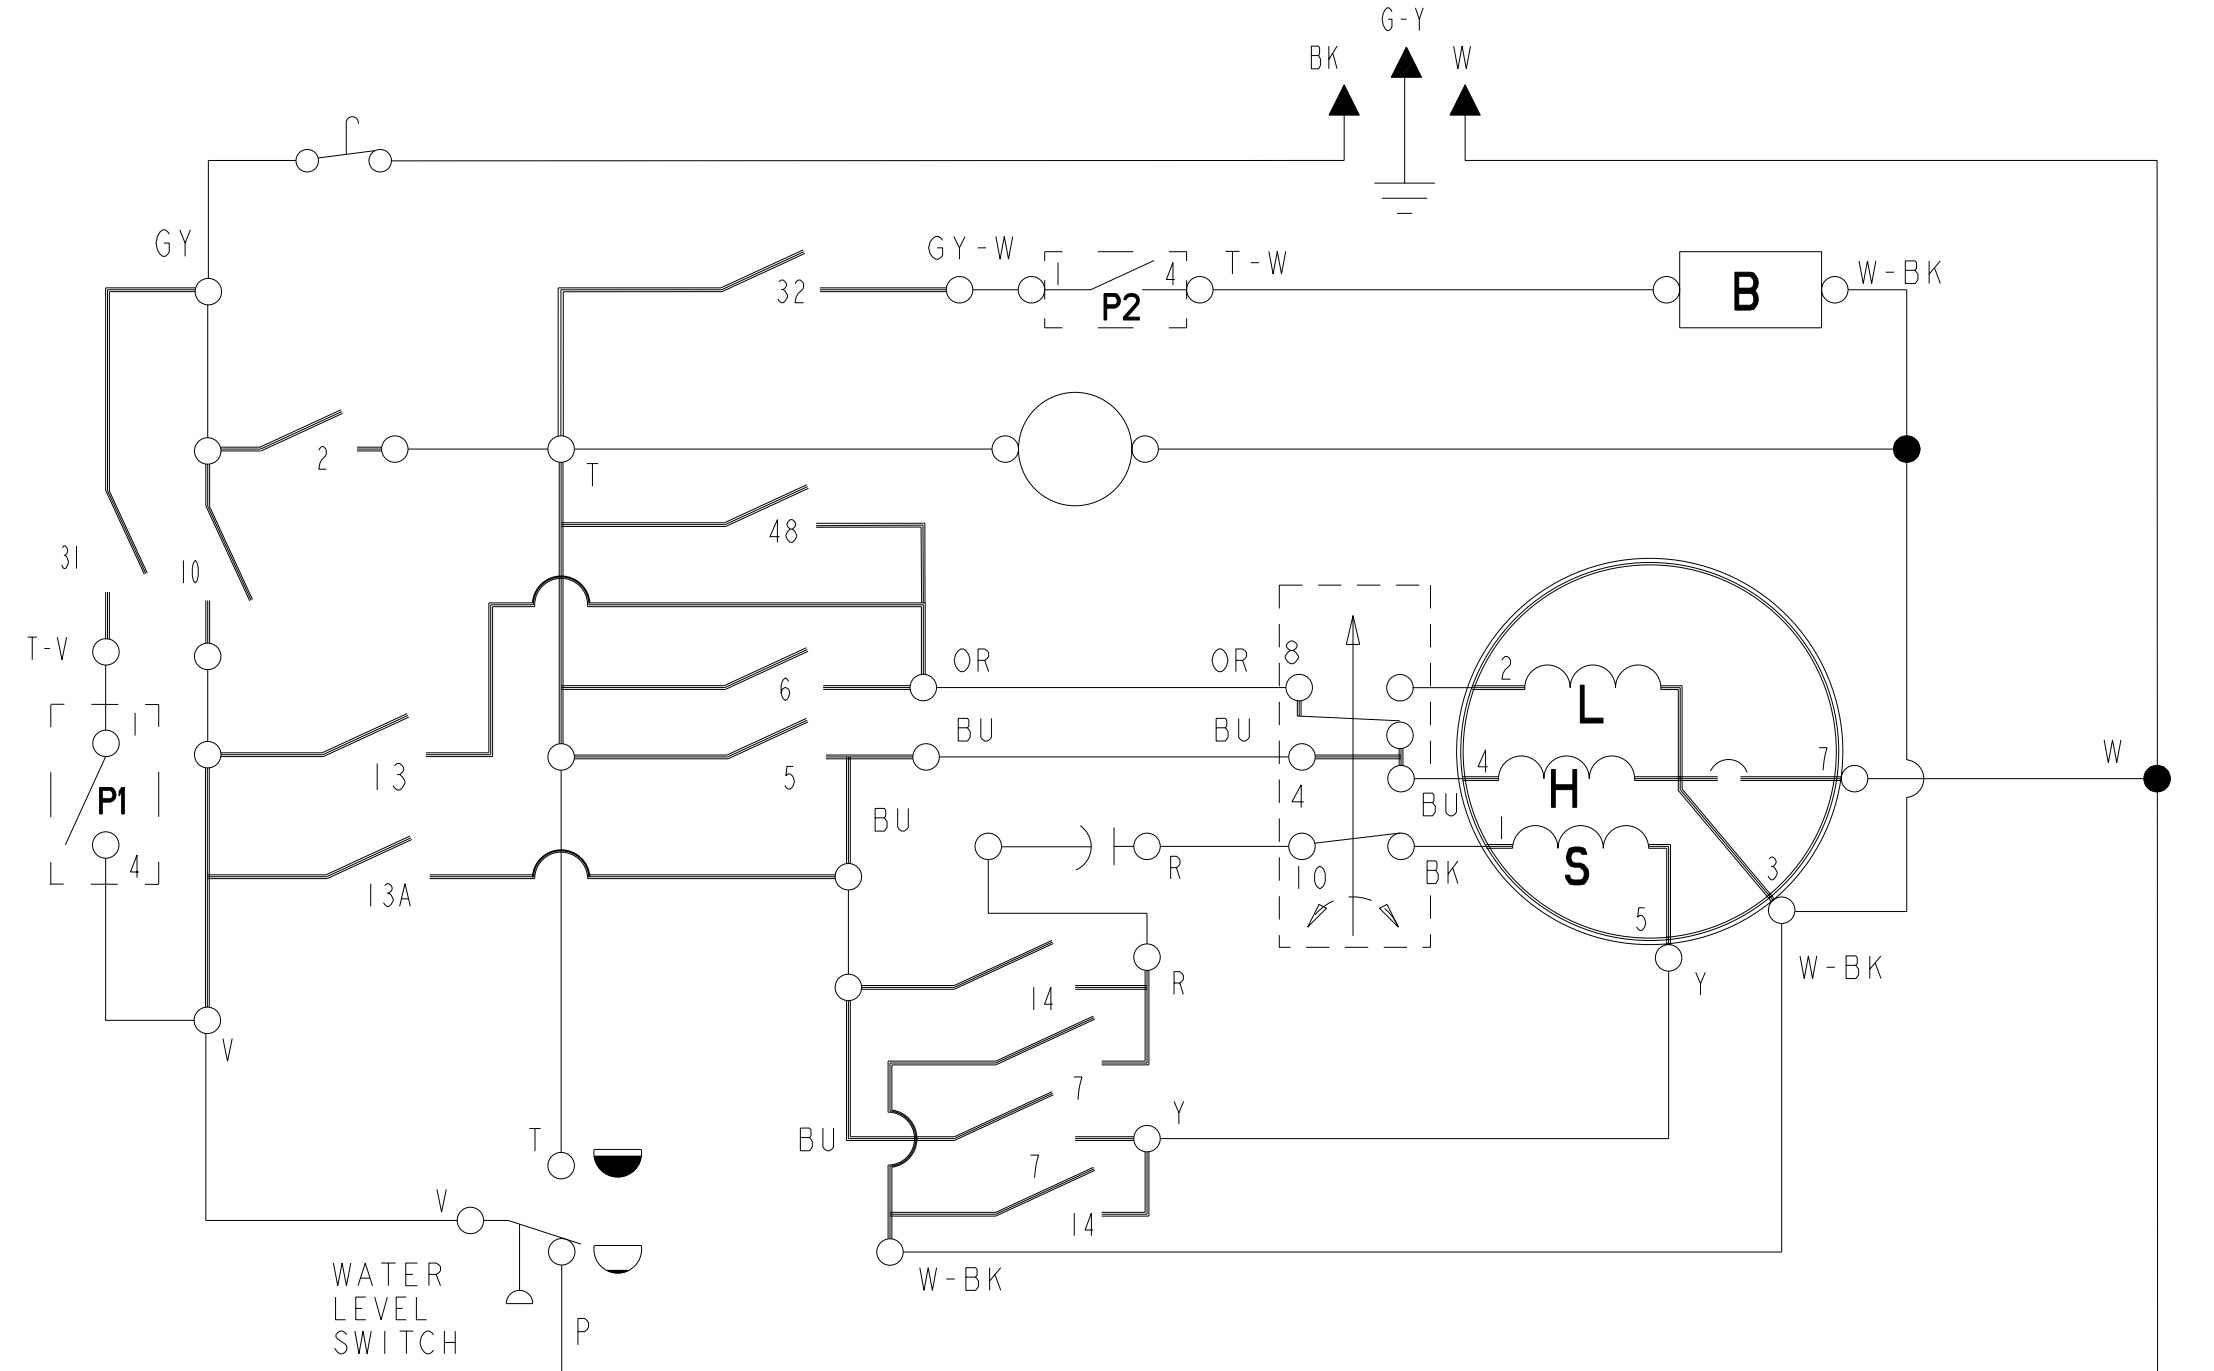 G-Y
BK W
GY
GY-W 1 4 T-W W-BK
32 P2 B
2 T
48
31 10
T-V
OR OR 8 2
6 L
BU BU
1 4 7 W
13 5 H
P1 4 BU
BU 1
4 R 10 BK S 3
13A 5
W-BK
14 R Y
V
7
Y
T BU
7
V 14
WATER
LEVEL
SWITCH
W-BK
P